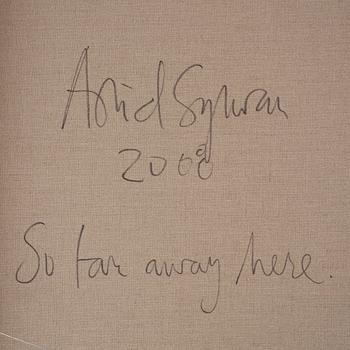 Astrid Sylwan
2008
So far away here.